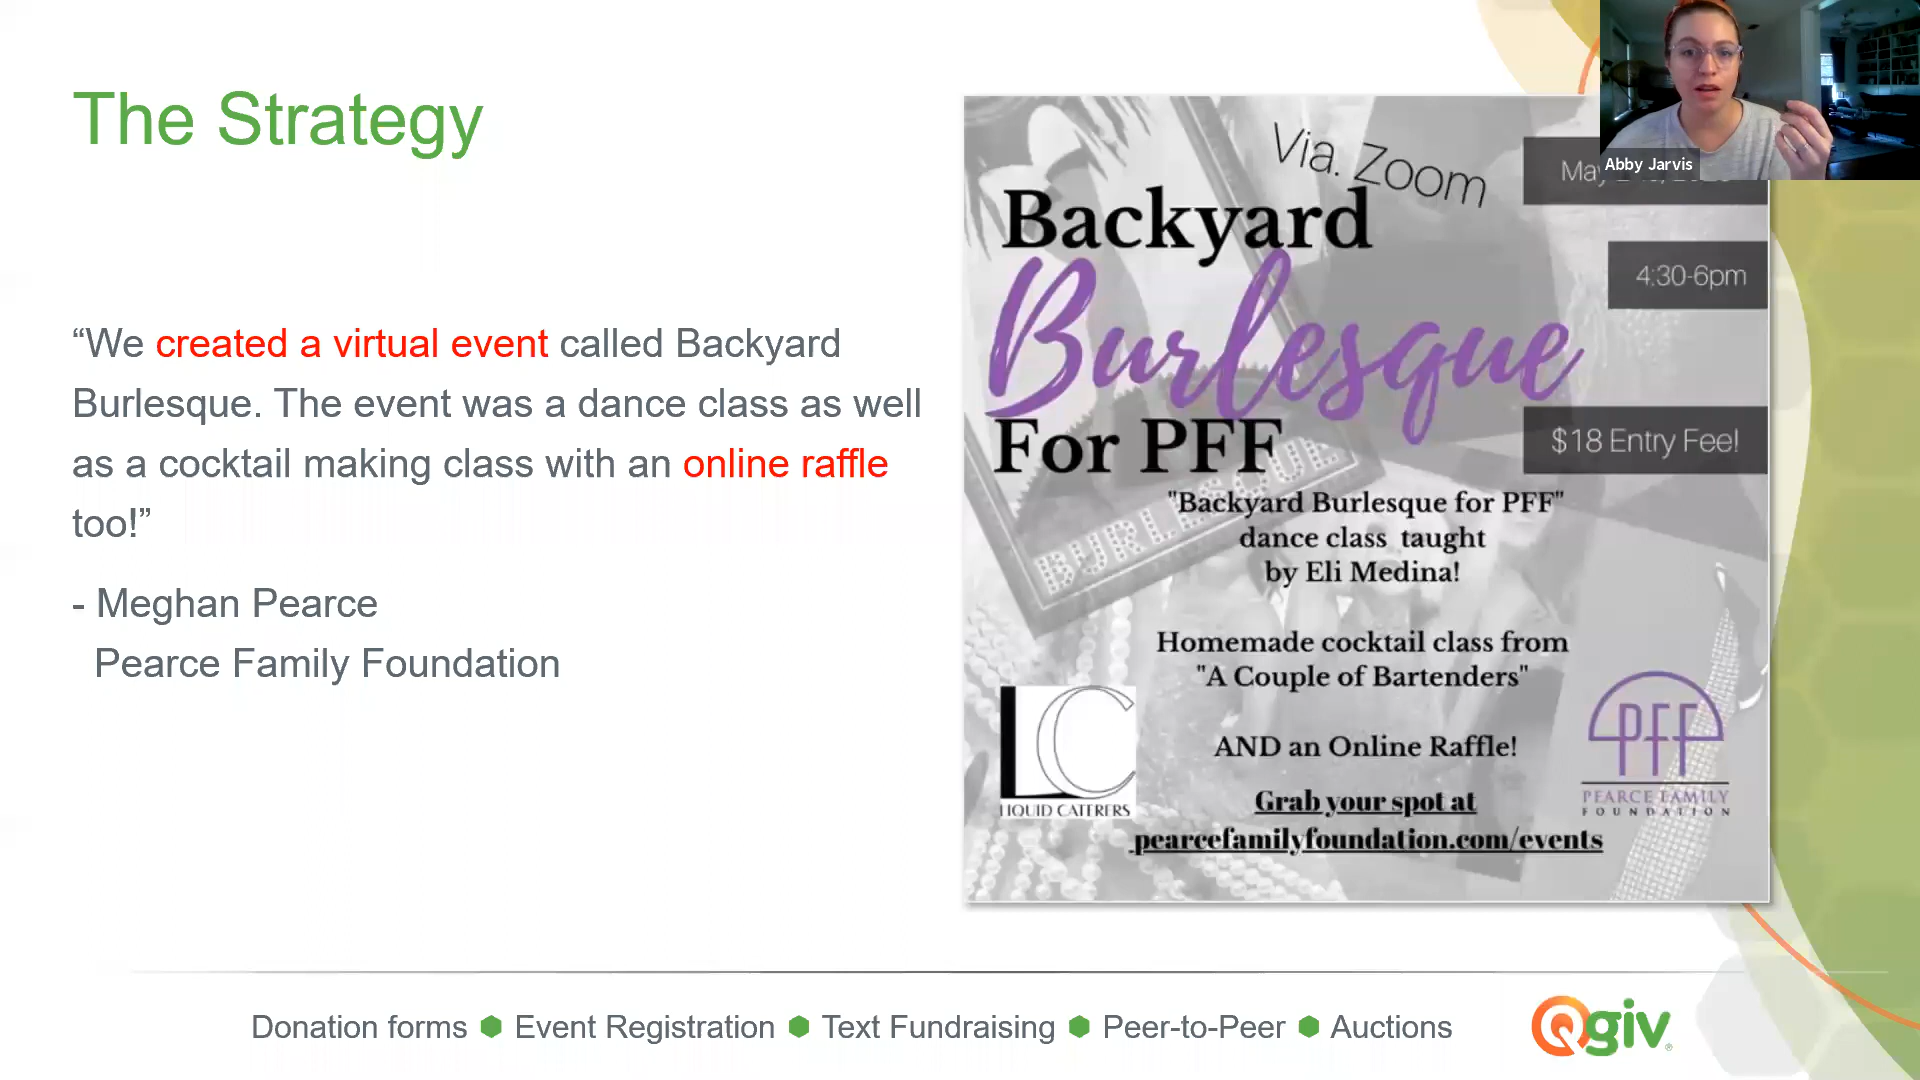 The Strategy
“We created a virtual event called Backyard
Burlesque. The event was a dance class as well
as a cocktail making class with an online raffle
too!”
- Meghan Pearce
Pearce Family Foundation
Via. Zoom
Backyard
Burlesque
For PFF
May
4:30-6pm
$18 Entry Fee!
BURLESQUE
"Backyard Burlesque for PFF"
dance class taught
by Eli Medina!
Homemade cocktail class from
"A Couple of Bartenders"
AND an Online Raffle!
Grab your spot at
pearcefamilyfoundation.com/events
LC
LIQUID CATERERS
PFF
PEARCE FAMILY
FOUNDATION
Abby Jarvis
Donation forms
Event Registration
Text Fundraising
Peer-to-Peer
Auctions
Qgiv